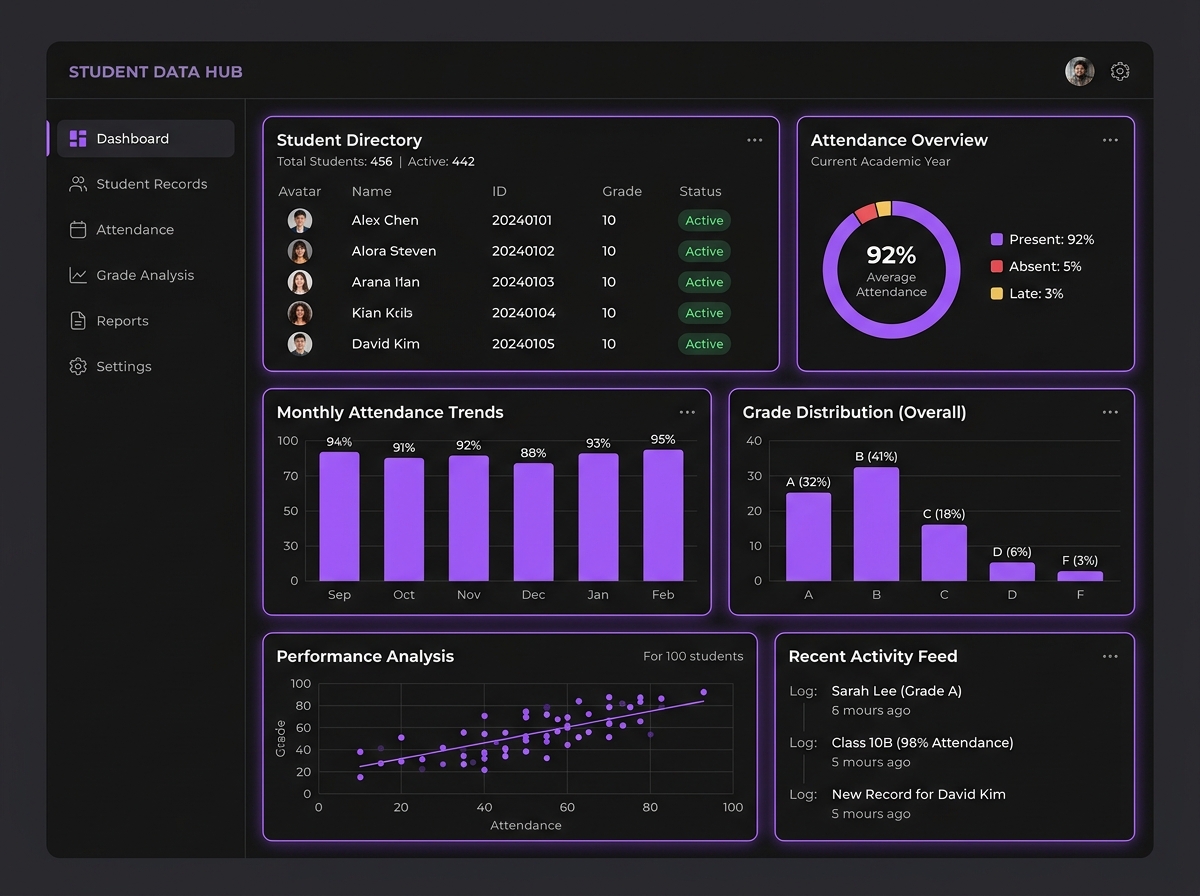 STUDENT DATA HUB
Dashboard
Student Records
Attendance
Grade Analysis
Reports
Settings
Student Directory
Total Students: 456 | Active: 442
Avatar Name ID Grade Status
Alex Chen 20240101 10 Active
Alora Steven 20240102 10 Active
Arana 20240103 10 Active
Kian 20240104 10 Active
David Kim 20240105 10 Active
Attendance Overview
Current Academic Year
92%
Average
Attendance
Present: 92%
Absent: 5%
Late: 3%
Monthly Attendance Trends
100
70
50
30
0
94% 91% 92% 88% 93% 95%
Sep Oct Nov Dec Jan Feb
Grade Distribution (Overall)
40
30
20
10
0
A (32%) B (41%) C (18%) D (6%) F (3%)
A B C D F
Performance Analysis
For 100 students
Grade
100
80
60
40
20
0
0 20 40 60 80 100
Attendance
Recent Activity Feed
Log: Sarah Lee (Grade A)
6 mours ago
Log: Class 10B (98% Attendance)
5 mours ago
Log: New Record for David Kim
5 mours ago